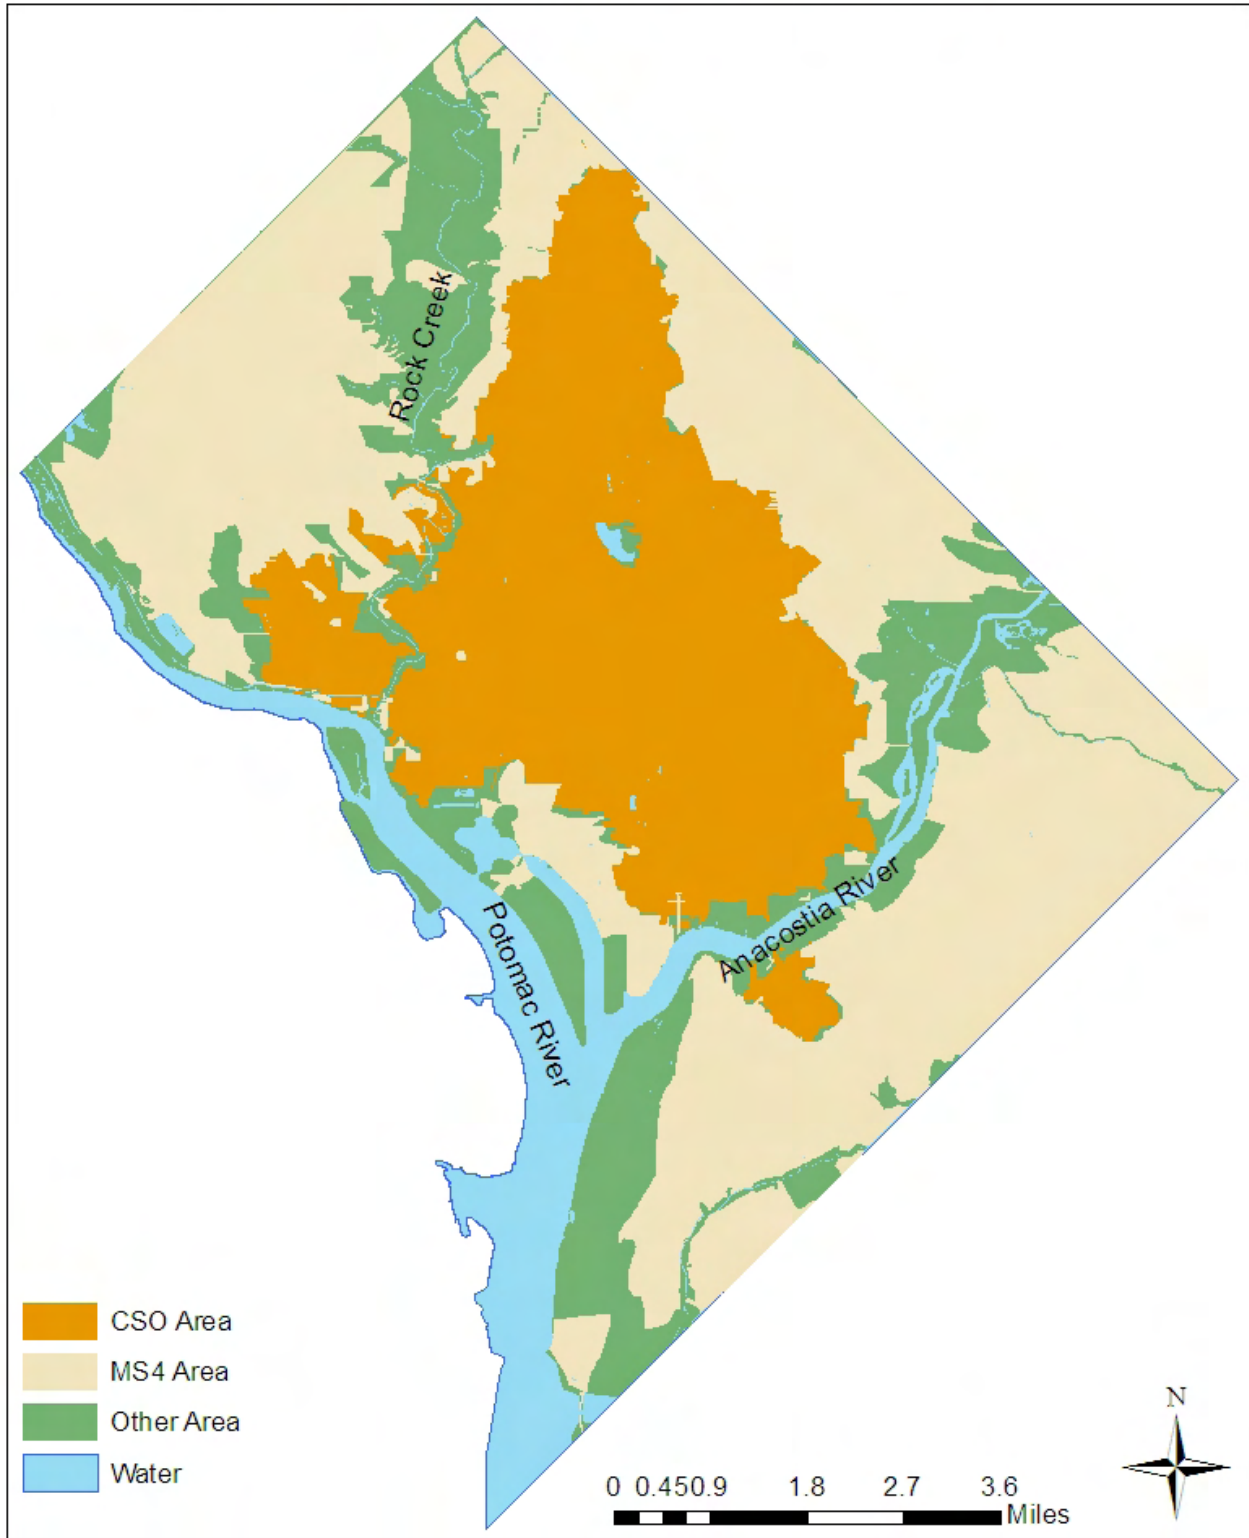 Rock Creek
Anacostia River
Potomac River
CSO Area
MS4 Area
Other Area
Water
N
0 0.450.9 1.8 2.7 3.6
Miles